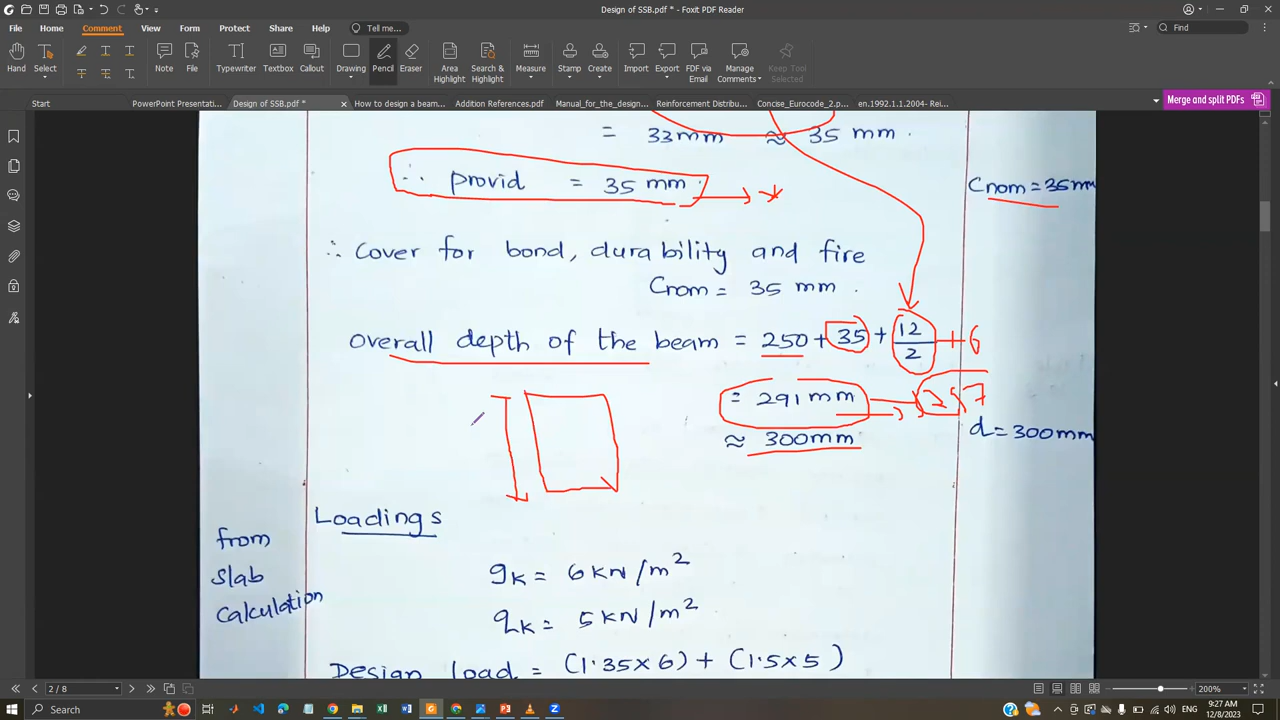 Design of SSB.pdf * - Foxit PDF Reader
File Home Comment View Form Protect Share Help Tell me...
Find
Hand Select Note File Typewriter Textbox Callout Drawing Pencil Eraser Area Highlight Search & Highlight Measure Stamp Create Import Export FDF via Email Manage Comments Keep Tool Selected
Start PowerPoint Presentati... Design of SSB.pdf * How to design a beam... Addition References.pdf Manual_for_the_design... Reinforcement Distribu... Concise_Eurocode_2.p... en.1992.1.1.2004- Rei... Merge and split PDFs
= 33mm ≈ 35 mm.
∴ provid = 35 mm.
Cnom = 35mm
∴ Cover for bond, durability and fire
Cnom = 35 mm.
Overall depth of the beam = 250 + 35 + 12/2 + 6
= 291 mm 297
≈ 300mm
d = 300mm
Loadings
from
slab
calculation
gk = 6 kN/m²
qk = 5 kN/m²
Design load = (1.35×6) + (1.5×5)
2 / 8
200%
Search
9:27 AM
12/8/2023